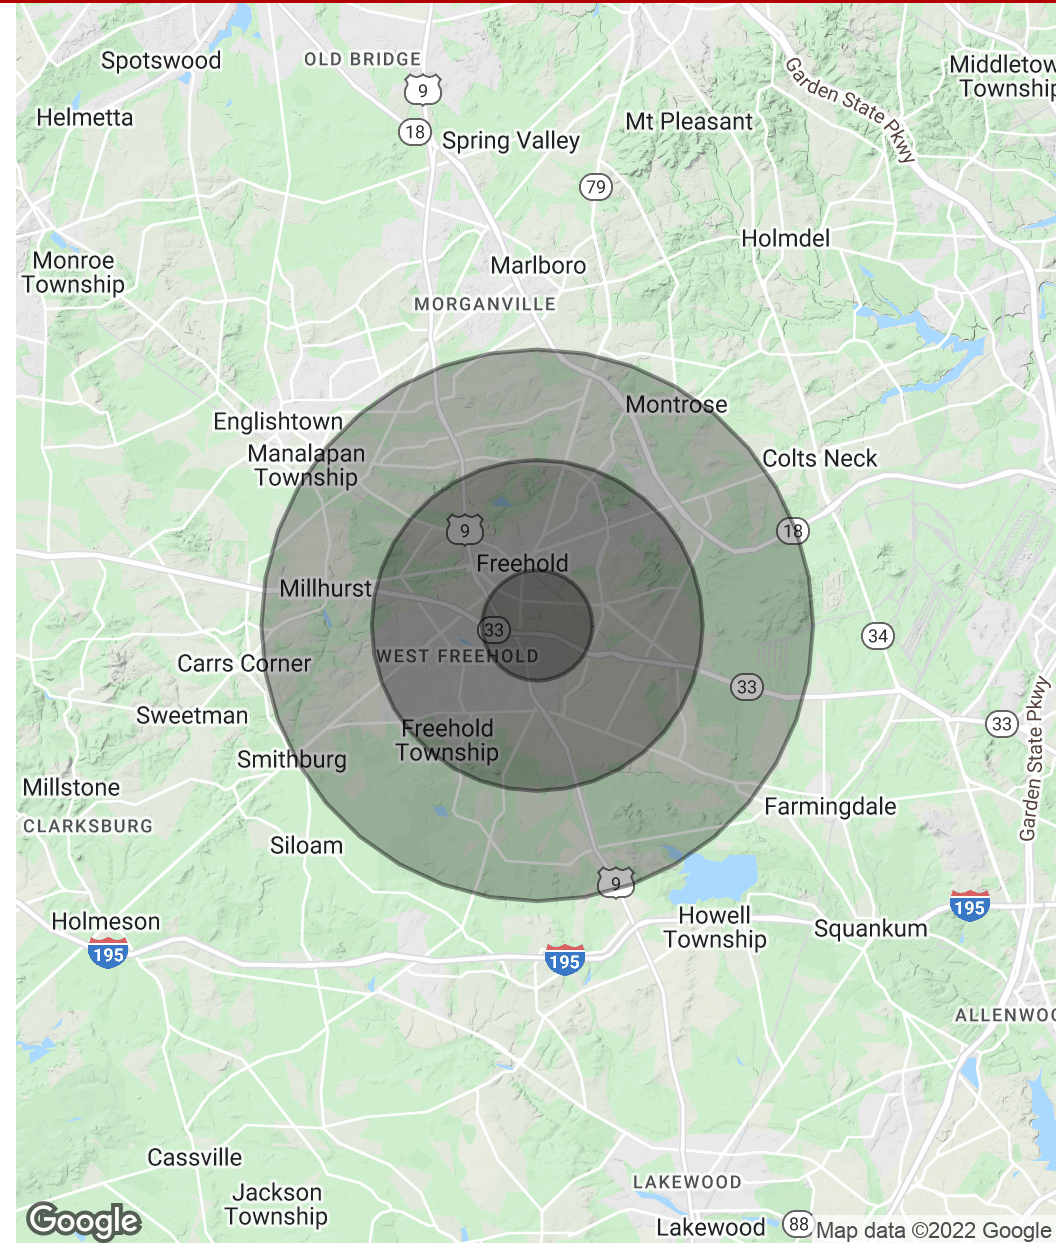 Spotswood
OLD BRIDGE
9
Garden State Pkwy
Middletow
Township
Helmetta
18
Spring Valley
Mt Pleasant
79
Holmdel
Monroe
Township
Marlboro
MORGANVILLE
Montrose
Englishtown
Manalapan
Township
Colts Neck
9
18
Freehold
Millhurst
33
34
WEST FREEHOLD
Carrs Corner
33
Sweetman
33
Freehold
Township
Smithburg
Garden State Pkwy
Millstone
Farmingdale
CLARKSBURG
Siloam
9
195
Holmeson
Howell
Township
Squankum
195
195
ALLENWOO
Cassville
LAKEWOOD
Jackson
Township
Google
Lakewood
88
Map data ©2022 Google